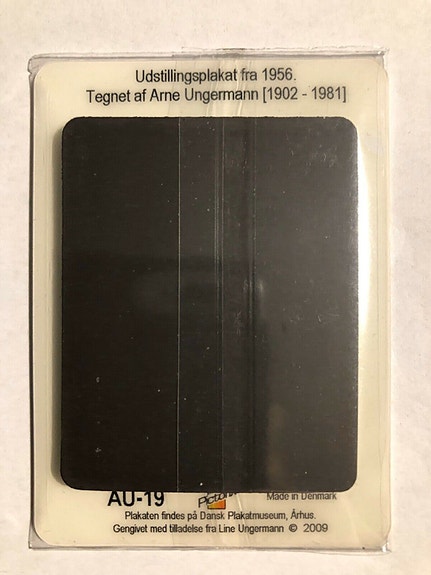 Udstillingsplakat fra 1956.
Tegnet af Arne Ungermann [1902 - 1981]
AU-19
Made in Denmark
Plakaten findes på Dansk Plakatmuseum, Århus.
Gengivet med tilladelse fra Line Ungermann © 2009